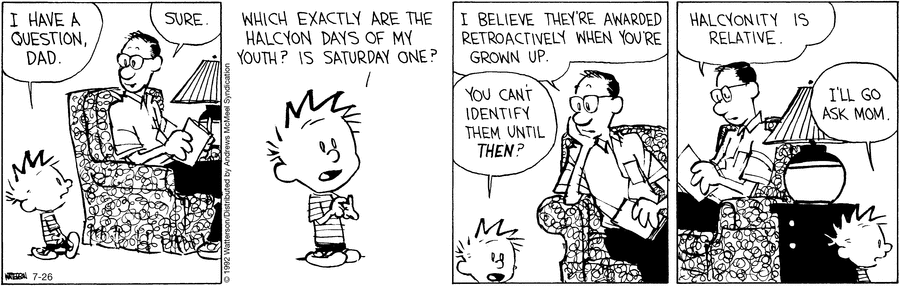 I HAVE A
QUESTION,
DAD.
SURE.
WATTERSON 7-26
© 1992 Watterson/Distributed by Andrews McMeel Syndication
WHICH EXACTLY ARE THE
HALCYON DAYS OF MY
YOUTH? IS SATURDAY ONE?
I BELIEVE THEY'RE AWARDED
RETROACTIVELY WHEN YOU'RE
GROWN UP.
YOU CAN'T
IDENTIFY
THEM UNTIL
THEN?
HALCYONITY IS
RELATIVE.
I'LL GO
ASK MOM.